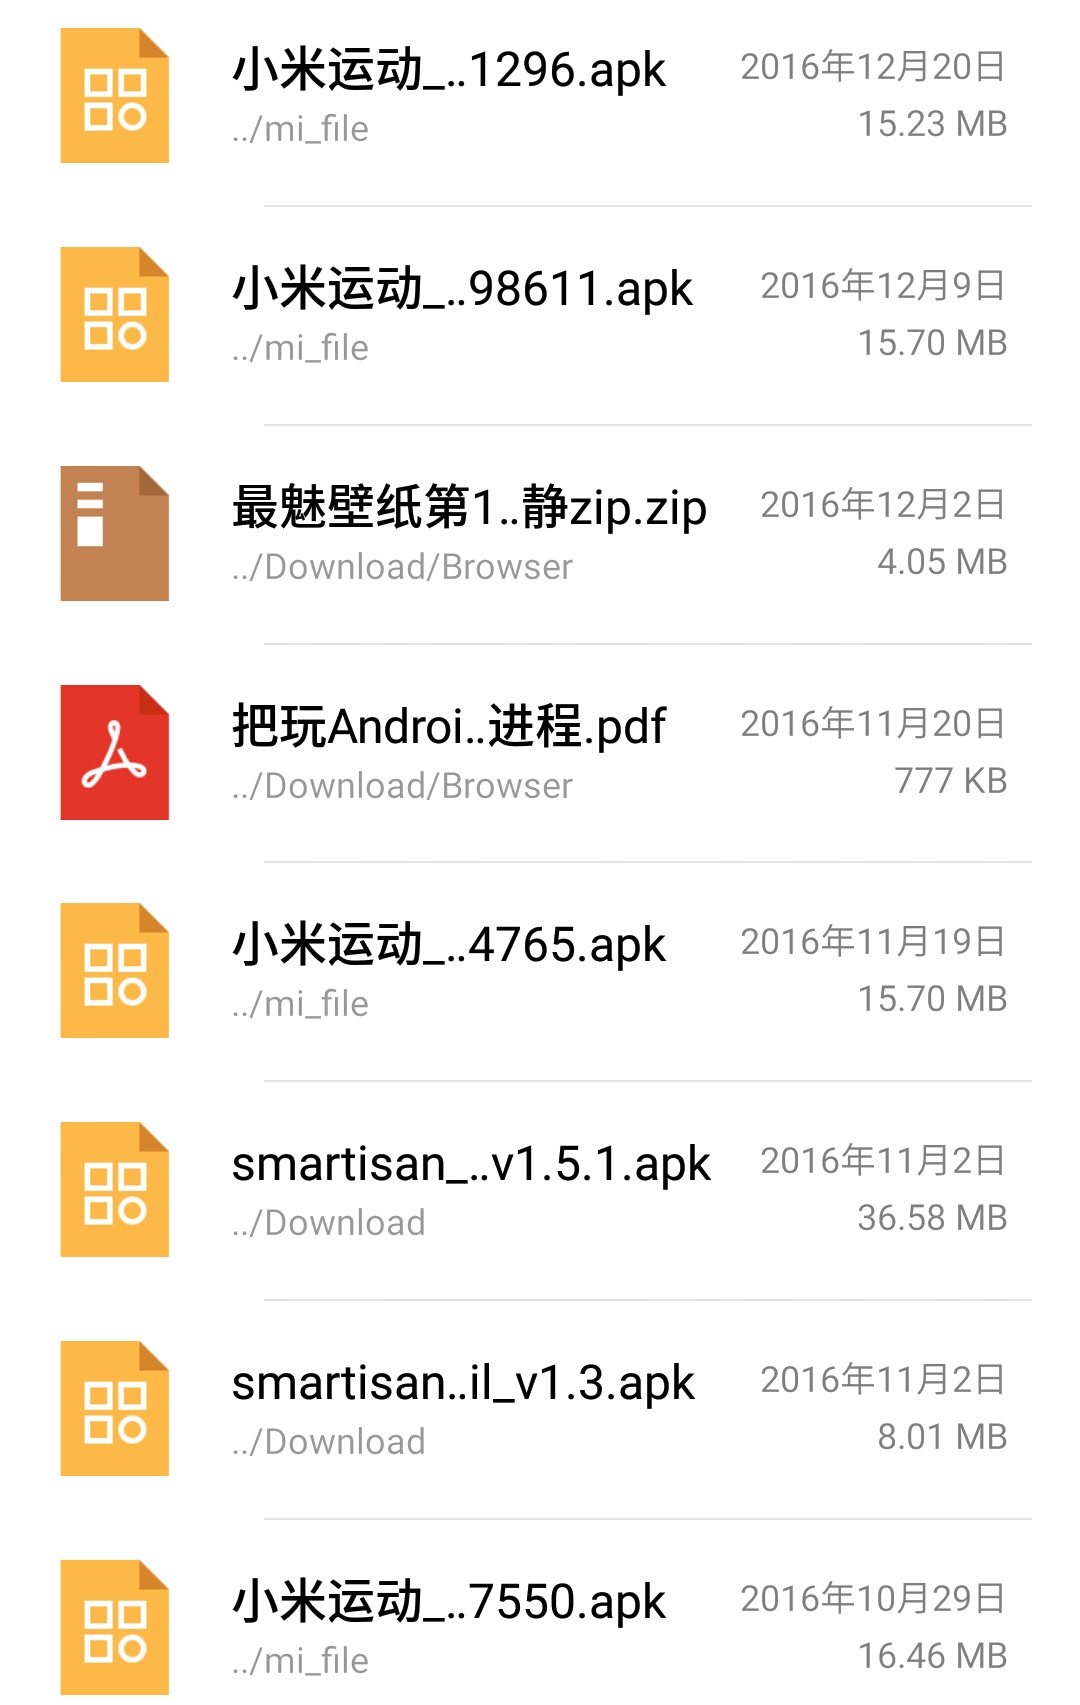 小米运动_..1296.apk 2016年12月20日
../mi_file 15.23 MB
小米运动_..98611.apk 2016年12月9日
../mi_file 15.70 MB
最魅壁纸第1..静zip.zip 2016年12月2日
../Download/Browser 4.05 MB
把玩Androi..进程.pdf 2016年11月20日
../Download/Browser 777 KB
小米运动_..4765.apk 2016年11月19日
../mi_file 15.70 MB
smartisan_..v1.5.1.apk 2016年11月2日
../Download 36.58 MB
smartisan..il_v1.3.apk 2016年11月2日
../Download 8.01 MB
小米运动_..7550.apk 2016年10月29日
../mi_file 16.46 MB